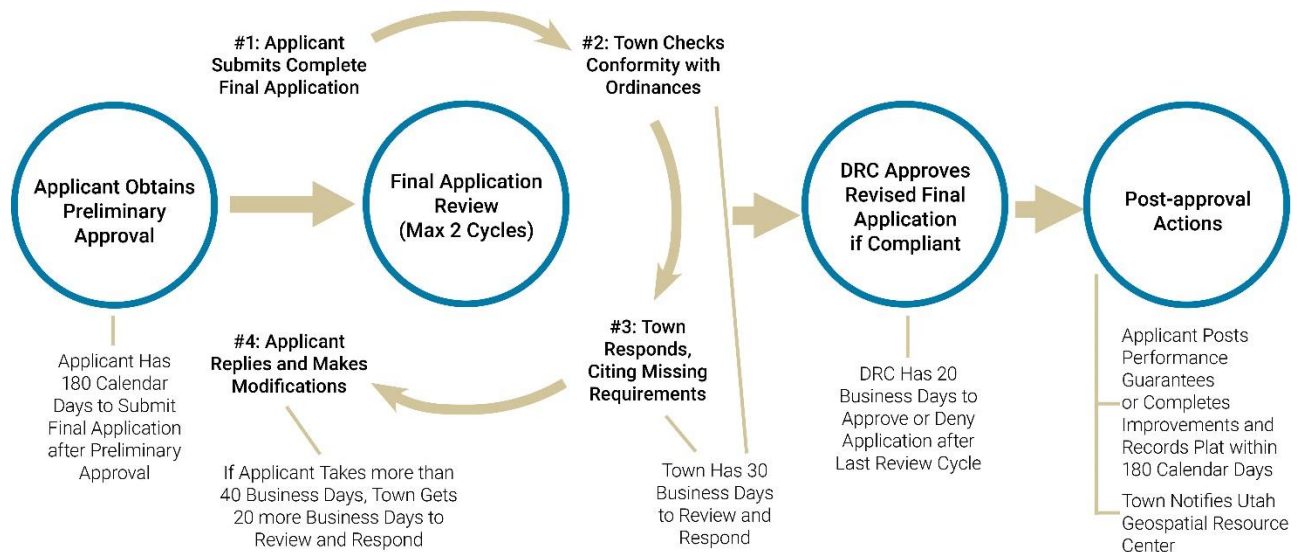 #1: Applicant
Submits Complete
Final Application
#2: Town Checks
Conformity with
Ordinances
Applicant Obtains
Preliminary
Approval
Final Application
Review
(Max 2 Cycles)
DRC Approves
Revised Final
Application
if Compliant
Post-approval
Actions
#4: Applicant
Replies and Makes
Modifications
#3: Town
Responds,
Citing Missing
Requirements
Applicant Has
180 Calendar
Days to Submit
Final Application
after Preliminary
Approval
If Applicant Takes more than
40 Business Days, Town Gets
20 more Business Days to
Review and Respond
Town Has 30
Business Days
to Review and
Respond
DRC Has 20
Business Days to
Approve or Deny
Application after
Last Review Cycle
Applicant Posts
Performance
Guarantees
or Completes
Improvements and
Records Plat within
180 Calendar Days
Town Notifies Utah
Geospatial Resource
Center